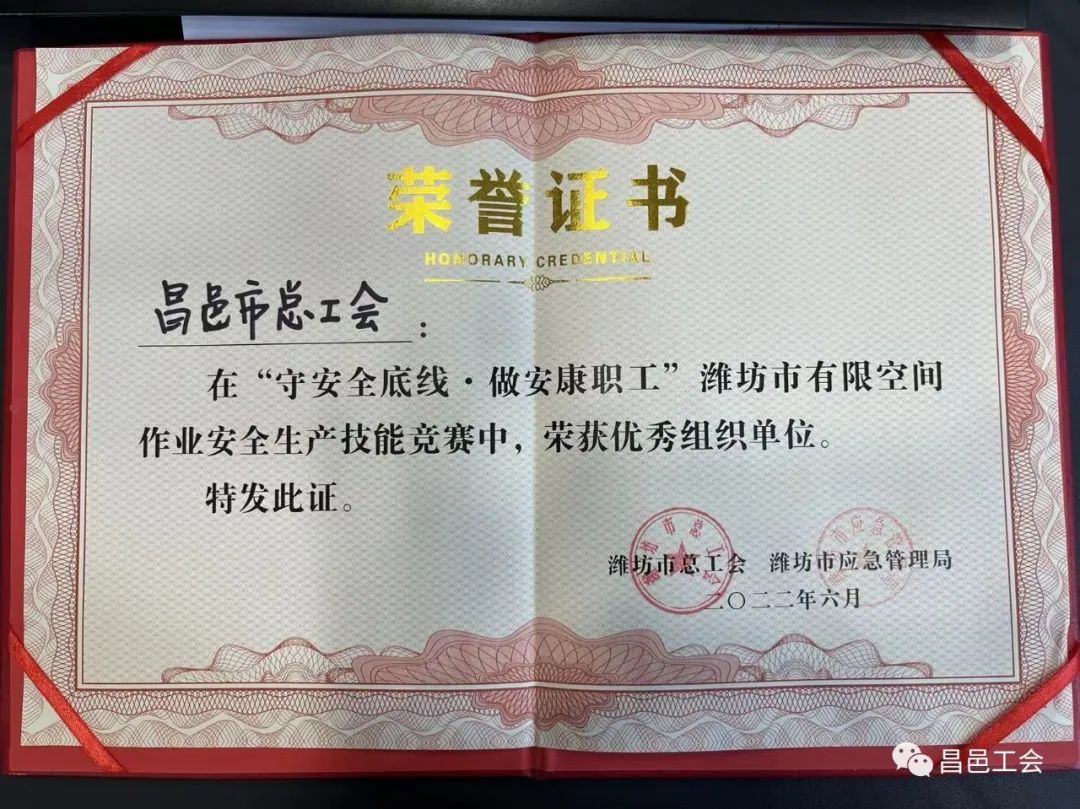 荣誉证书
HONORARY CREDENTIAL
昌邑市总工会：
在“守安全底线·做安康职工”潍坊市有限空间
作业安全生产技能竞赛中，荣获优秀组织单位。
特发此证。
潍坊市总工会 潍坊市应急管理局
二〇二二年六月
昌邑工会